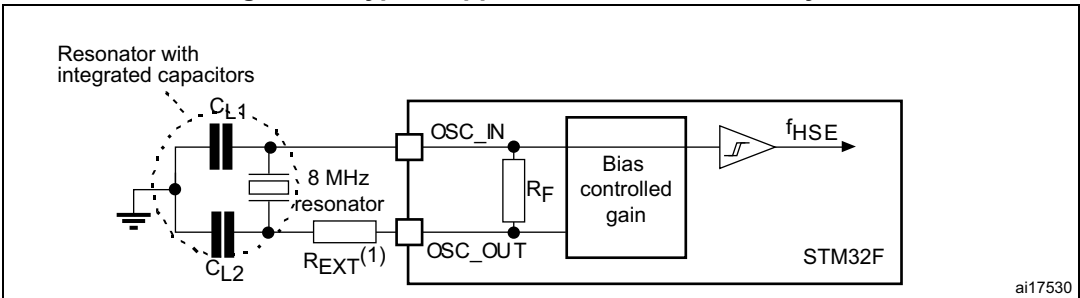 Resonator with
integrated capacitors
CL1
OSC_IN
fHSE
8 MHz
resonator
RF
Bias
controlled
gain
REXT(1)
OSC_OUT
STM32F
CL2
ai17530